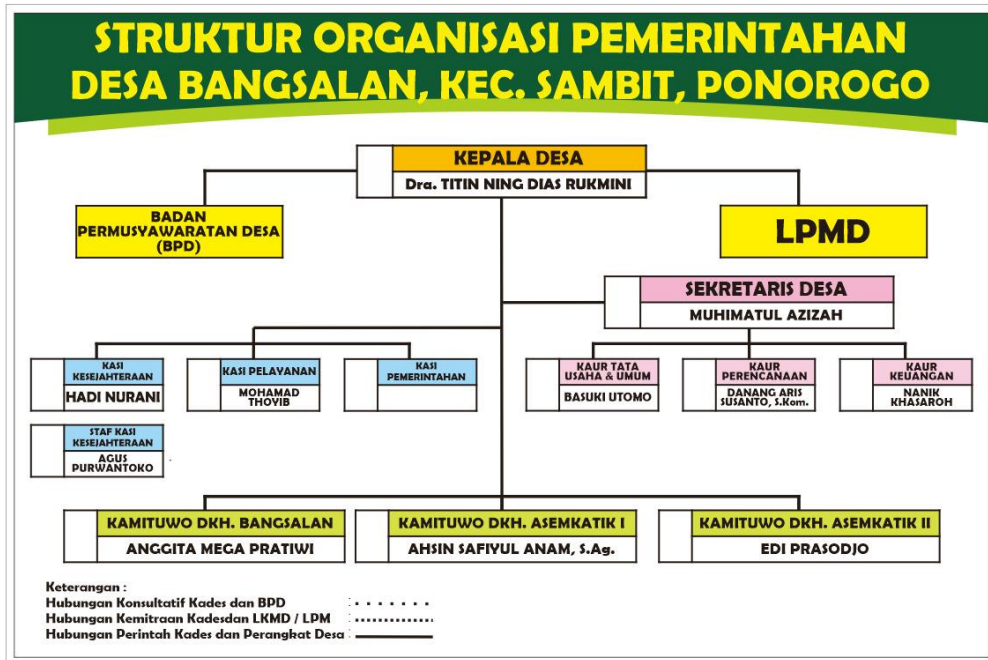 STRUKTUR ORGANISASI PEMERINTAHAN
DESA BANGSALAN, KEC. SAMBIT, PONOROGO
KEPALA DESA
Dra. TITIN NING DIAS RUKMINI
BADAN
PERMUSYAWARATAN DESA
(BPD)
LPMD
SEKRETARIS DESA
MUHIMATUL AZIZAH
KASI
KESEJAHTERAAN
HADI NURANI
KASI PELAYANAN
MOHAMAD
THOYIB
KASI
PEMERINTAHAN
KAUR TATA
USAHA & UMUM
BASUKI UTOMO
KAUR
PERENCANAAN
DANANG ARIS
SUSANTO, S.Kom.
KAUR
KEUANGAN
NANIK
KHASAROH
STAF KASI
KESEJAHTERAAN
AGUS
PURWANTOKO
KAMITUWO DKH. BANGSALAN
ANGGITA MEGA PRATIWI
KAMITUWO DKH. ASEMKATIK I
AHSIN SAFIYUL ANAM, S.Ag.
KAMITUWO DKH. ASEMKATIK II
EDI PRASODJO
Keterangan :
Hubungan Konsultatif Kades dan BPD :
Hubungan Kemitraan Kadesdan LKMD / LPM :
Hubungan Perintah Kades dan Perangkat Desa :